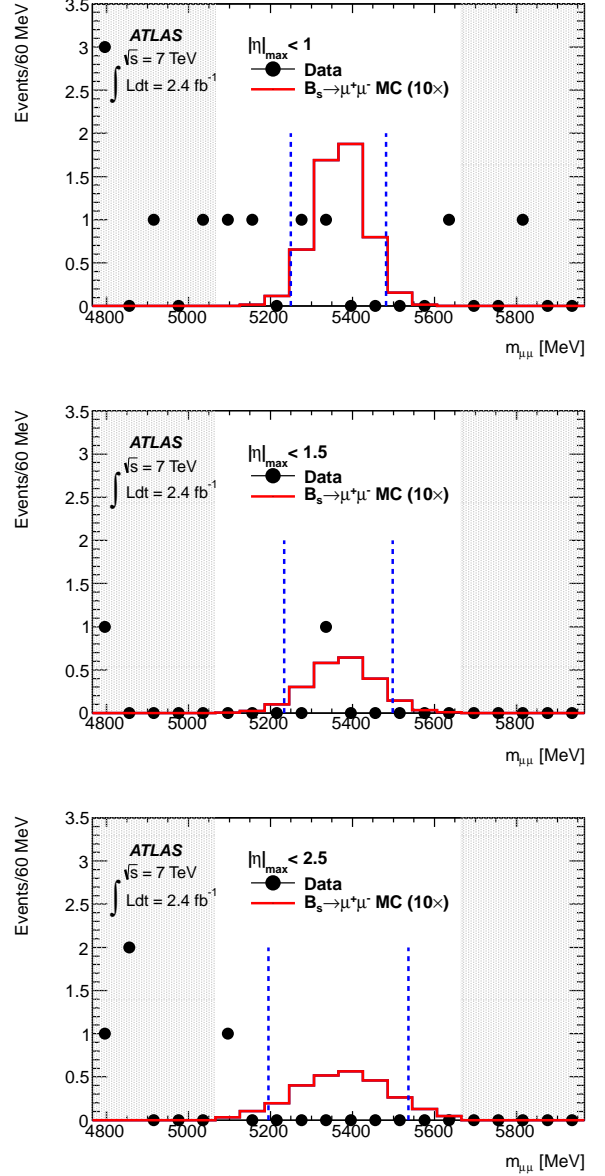 Events/60 MeV
3.5
3
2.5
2
1.5
1
0.5
0
ATLAS
√s = 7 TeV
∫ Ldt = 2.4 fb⁻¹
|η|max < 1
Data
Bs→μ⁺μ⁻ MC (10×)
4800 5000 5200 5400 5600 5800
mμμ [MeV]
Events/60 MeV
3.5
3
2.5
2
1.5
1
0.5
0
ATLAS
√s = 7 TeV
∫ Ldt = 2.4 fb⁻¹
|η|max < 1.5
Data
Bs→μ⁺μ⁻ MC (10×)
4800 5000 5200 5400 5600 5800
mμμ [MeV]
Events/60 MeV
3.5
3
2.5
2
1.5
1
0.5
0
ATLAS
√s = 7 TeV
∫ Ldt = 2.4 fb⁻¹
|η|max < 2.5
Data
Bs→μ⁺μ⁻ MC (10×)
4800 5000 5200 5400 5600 5800
mμμ [MeV]